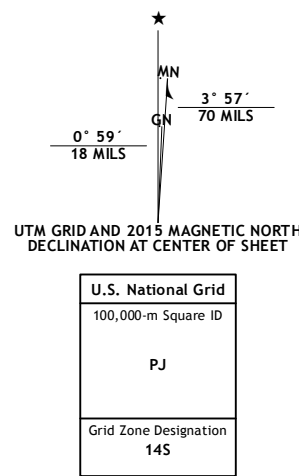 ★
MN
3° 57´
70 MILS
GN
0° 59´
18 MILS
UTM GRID AND 2015 MAGNETIC NORTH
DECLINATION AT CENTER OF SHEET
U.S. National Grid
100,000-m Square ID
PJ
Grid Zone Designation
14S